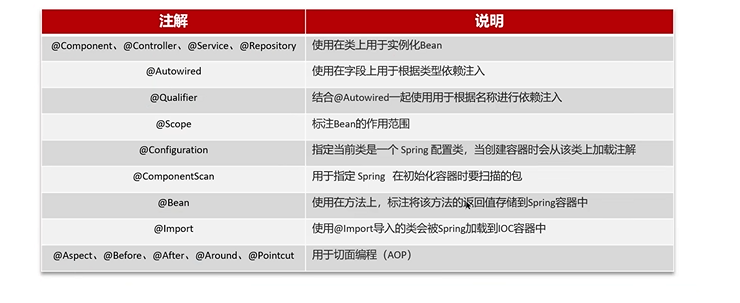 注解 说明
@Component、@Controller、@Service、@Repository 使用在类上用于实例化Bean
@Autowired 使用在字段上用于根据类型依赖注入
@Qualifier 结合@Autowired一起使用用于根据名称进行依赖注入
@Scope 标注Bean的作用范围
@Configuration 指定当前类是一个 Spring 配置类，当创建容器时会从该类上加载注解
@ComponentScan 用于指定 Spring 在初始化容器时要扫描的包
@Bean 使用在方法上，标注将该方法的返回值存储到Spring容器中
@Import 使用@Import导入的类会被Spring加载到IOC容器中
@Aspect、@Before、@After、@Around、@Pointcut 用于切面编程（AOP）